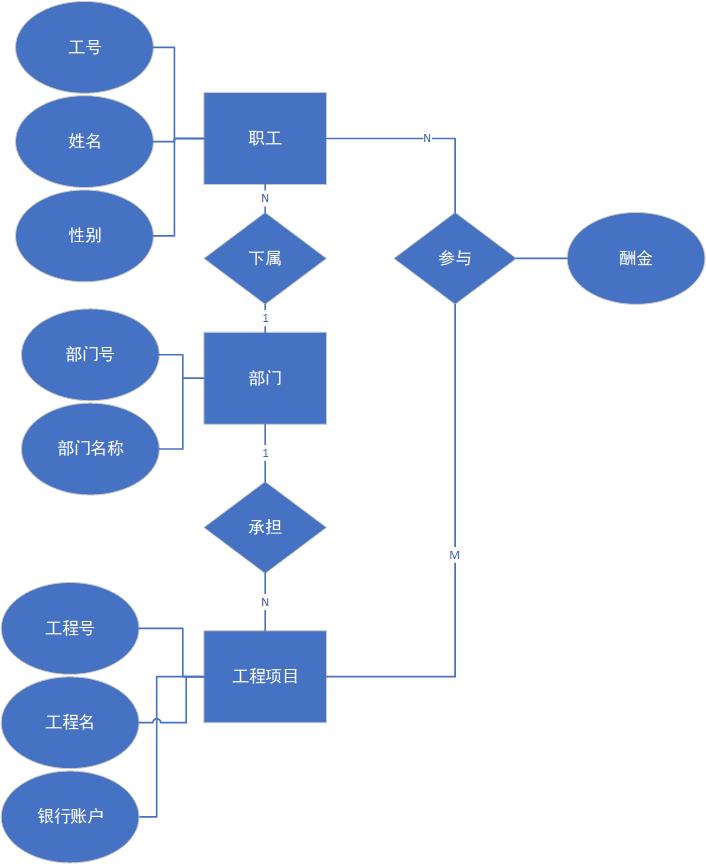 工号
姓名
职工
N
性别
N
下属
参与
酬金
1
部门号
部门
部门名称
1
承担
M
N
工程号
工程项目
工程名
银行账户